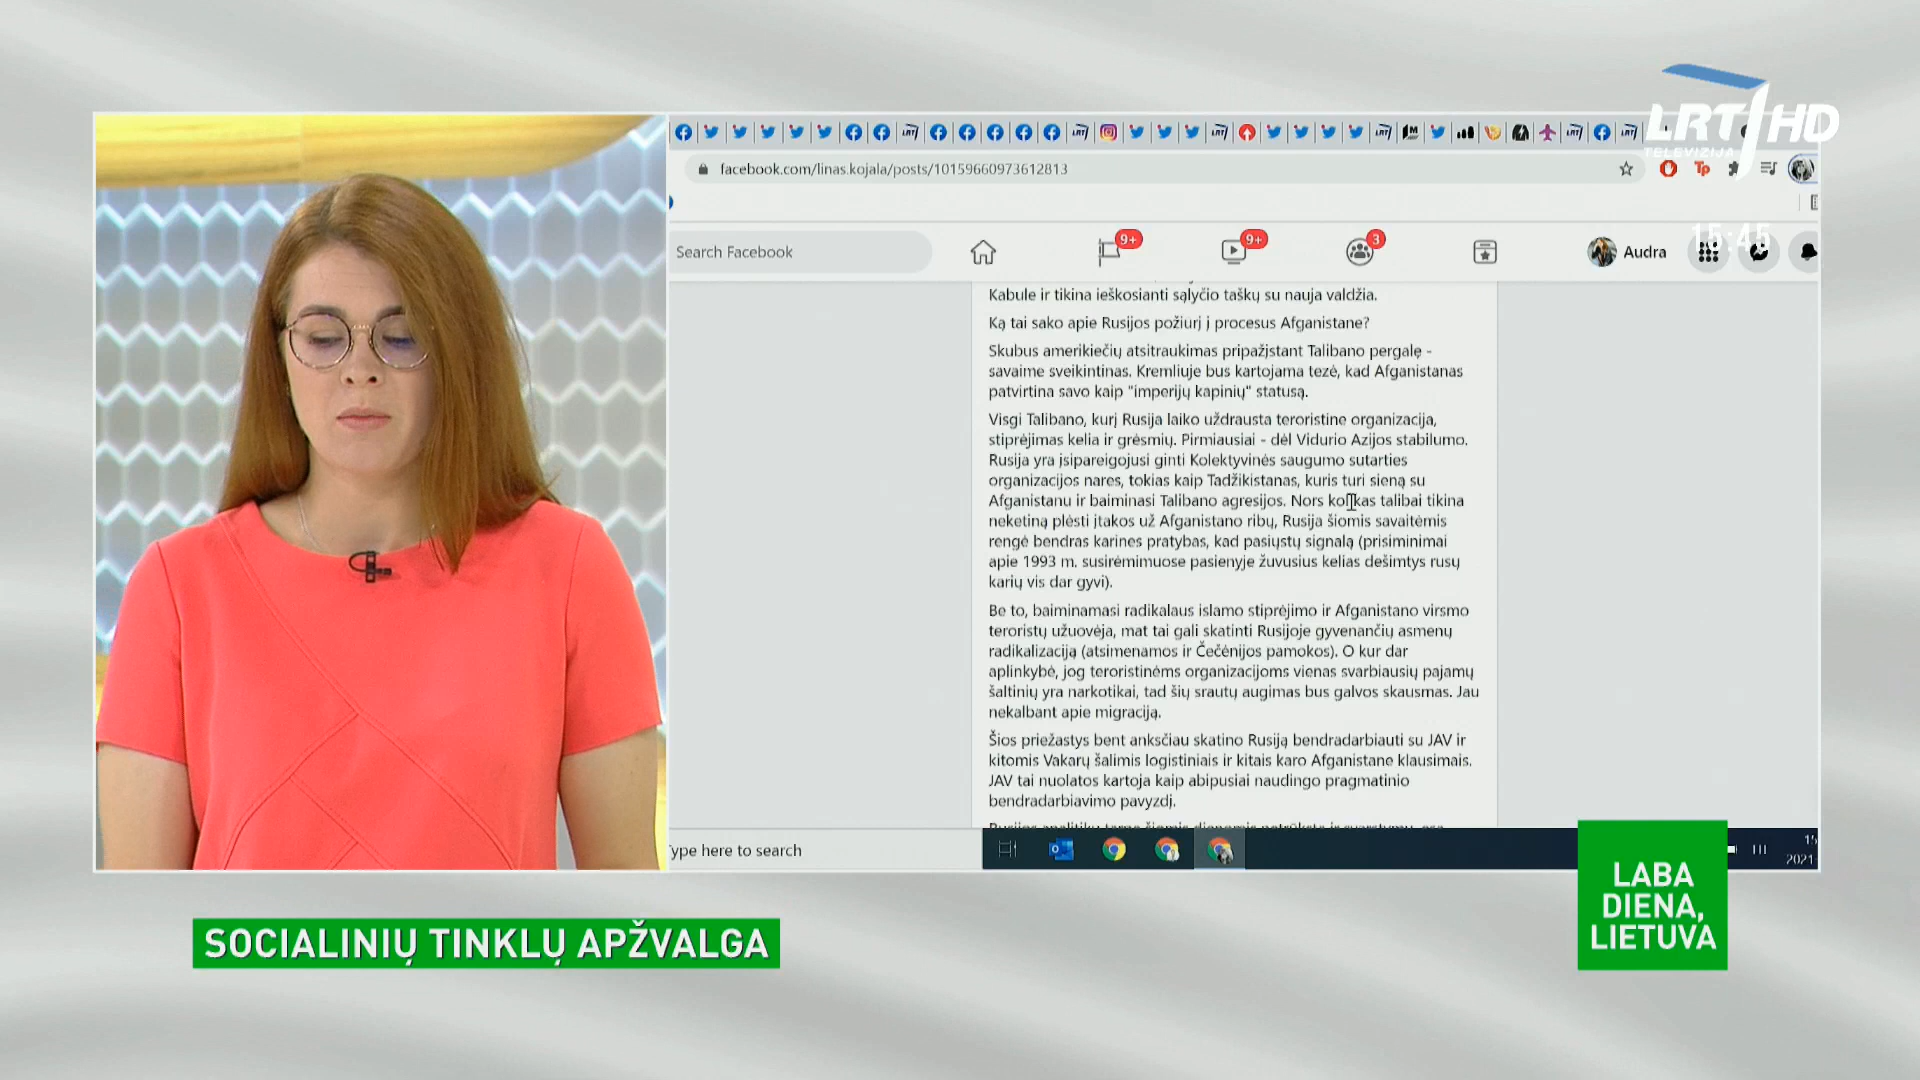 LRT HD
TELEVIZIJA
facebook.com/linas.kojala/posts/10159660973612813
15:45
Search Facebook
9+
9+
3
Audra
Kabule ir tikina ieškosianti sąlyčio taškų su nauja valdžia.
Ką tai sako apie Rusijos požiurį į procesus Afganistane?
Skubus amerikiečių atsitraukimas pripažįstant Talibano pergalę -
savaime sveikintinas. Kremliuje bus kartojama tezė, kad Afganistanas
patvirtina savo kaip "imperijų kapinių" statusą.
Visgi Talibano, kurį Rusija laiko uždrausta teroristine organizacija,
stiprėjimas kelia ir grėsmių. Pirmiausiai - dėl Vidurio Azijos stabilumo.
Rusija yra įsipareigojusi ginti Kolektyvinės saugumo sutarties
organizacijos nares, tokias kaip Tadžikistanas, kuris turi sieną su
Afganistanu ir baiminasi Talibano agresijos. Nors kolkas talibai tikina
neketiną plėsti įtakos už Afganistano ribų, Rusija šiomis savaitėmis
rengė bendras karines pratybas, kad pasiųstų signalą (prisiminimai
apie 1993 m. susirėmimuose pasienyje žuvusius kelias dešimtys rusų
karių vis dar gyvi).
Be to, baiminamasi radikalaus islamo stiprėjimo ir Afganistano virsmo
teroristų užuovėja, mat tai gali skatinti Rusijoje gyvenančių asmenų
radikalizaciją (atsimenamos ir Čečėnijos pamokos). O kur dar
aplinkybė, jog teroristinėms organizacijoms vienas svarbiausių pajamų
šaltinių yra narkotikai, tad šių srautų augimas bus galvos skausmas. Jau
nekalbant apie migraciją.
Šios priežastys bent anksčiau skatino Rusiją bendradarbiauti su JAV ir
kitomis Vakarų šalimis logistiniais ir kitais karo Afganistane klausimais.
JAV tai nuolatos kartoja kaip abipusiai naudingo pragmatinio
bendradarbiavimo pavyzdį.
ype here to search
2021-
LABA
DIENA,
LIETUVA
SOCIALINIŲ TINKLŲ APŽVALGA